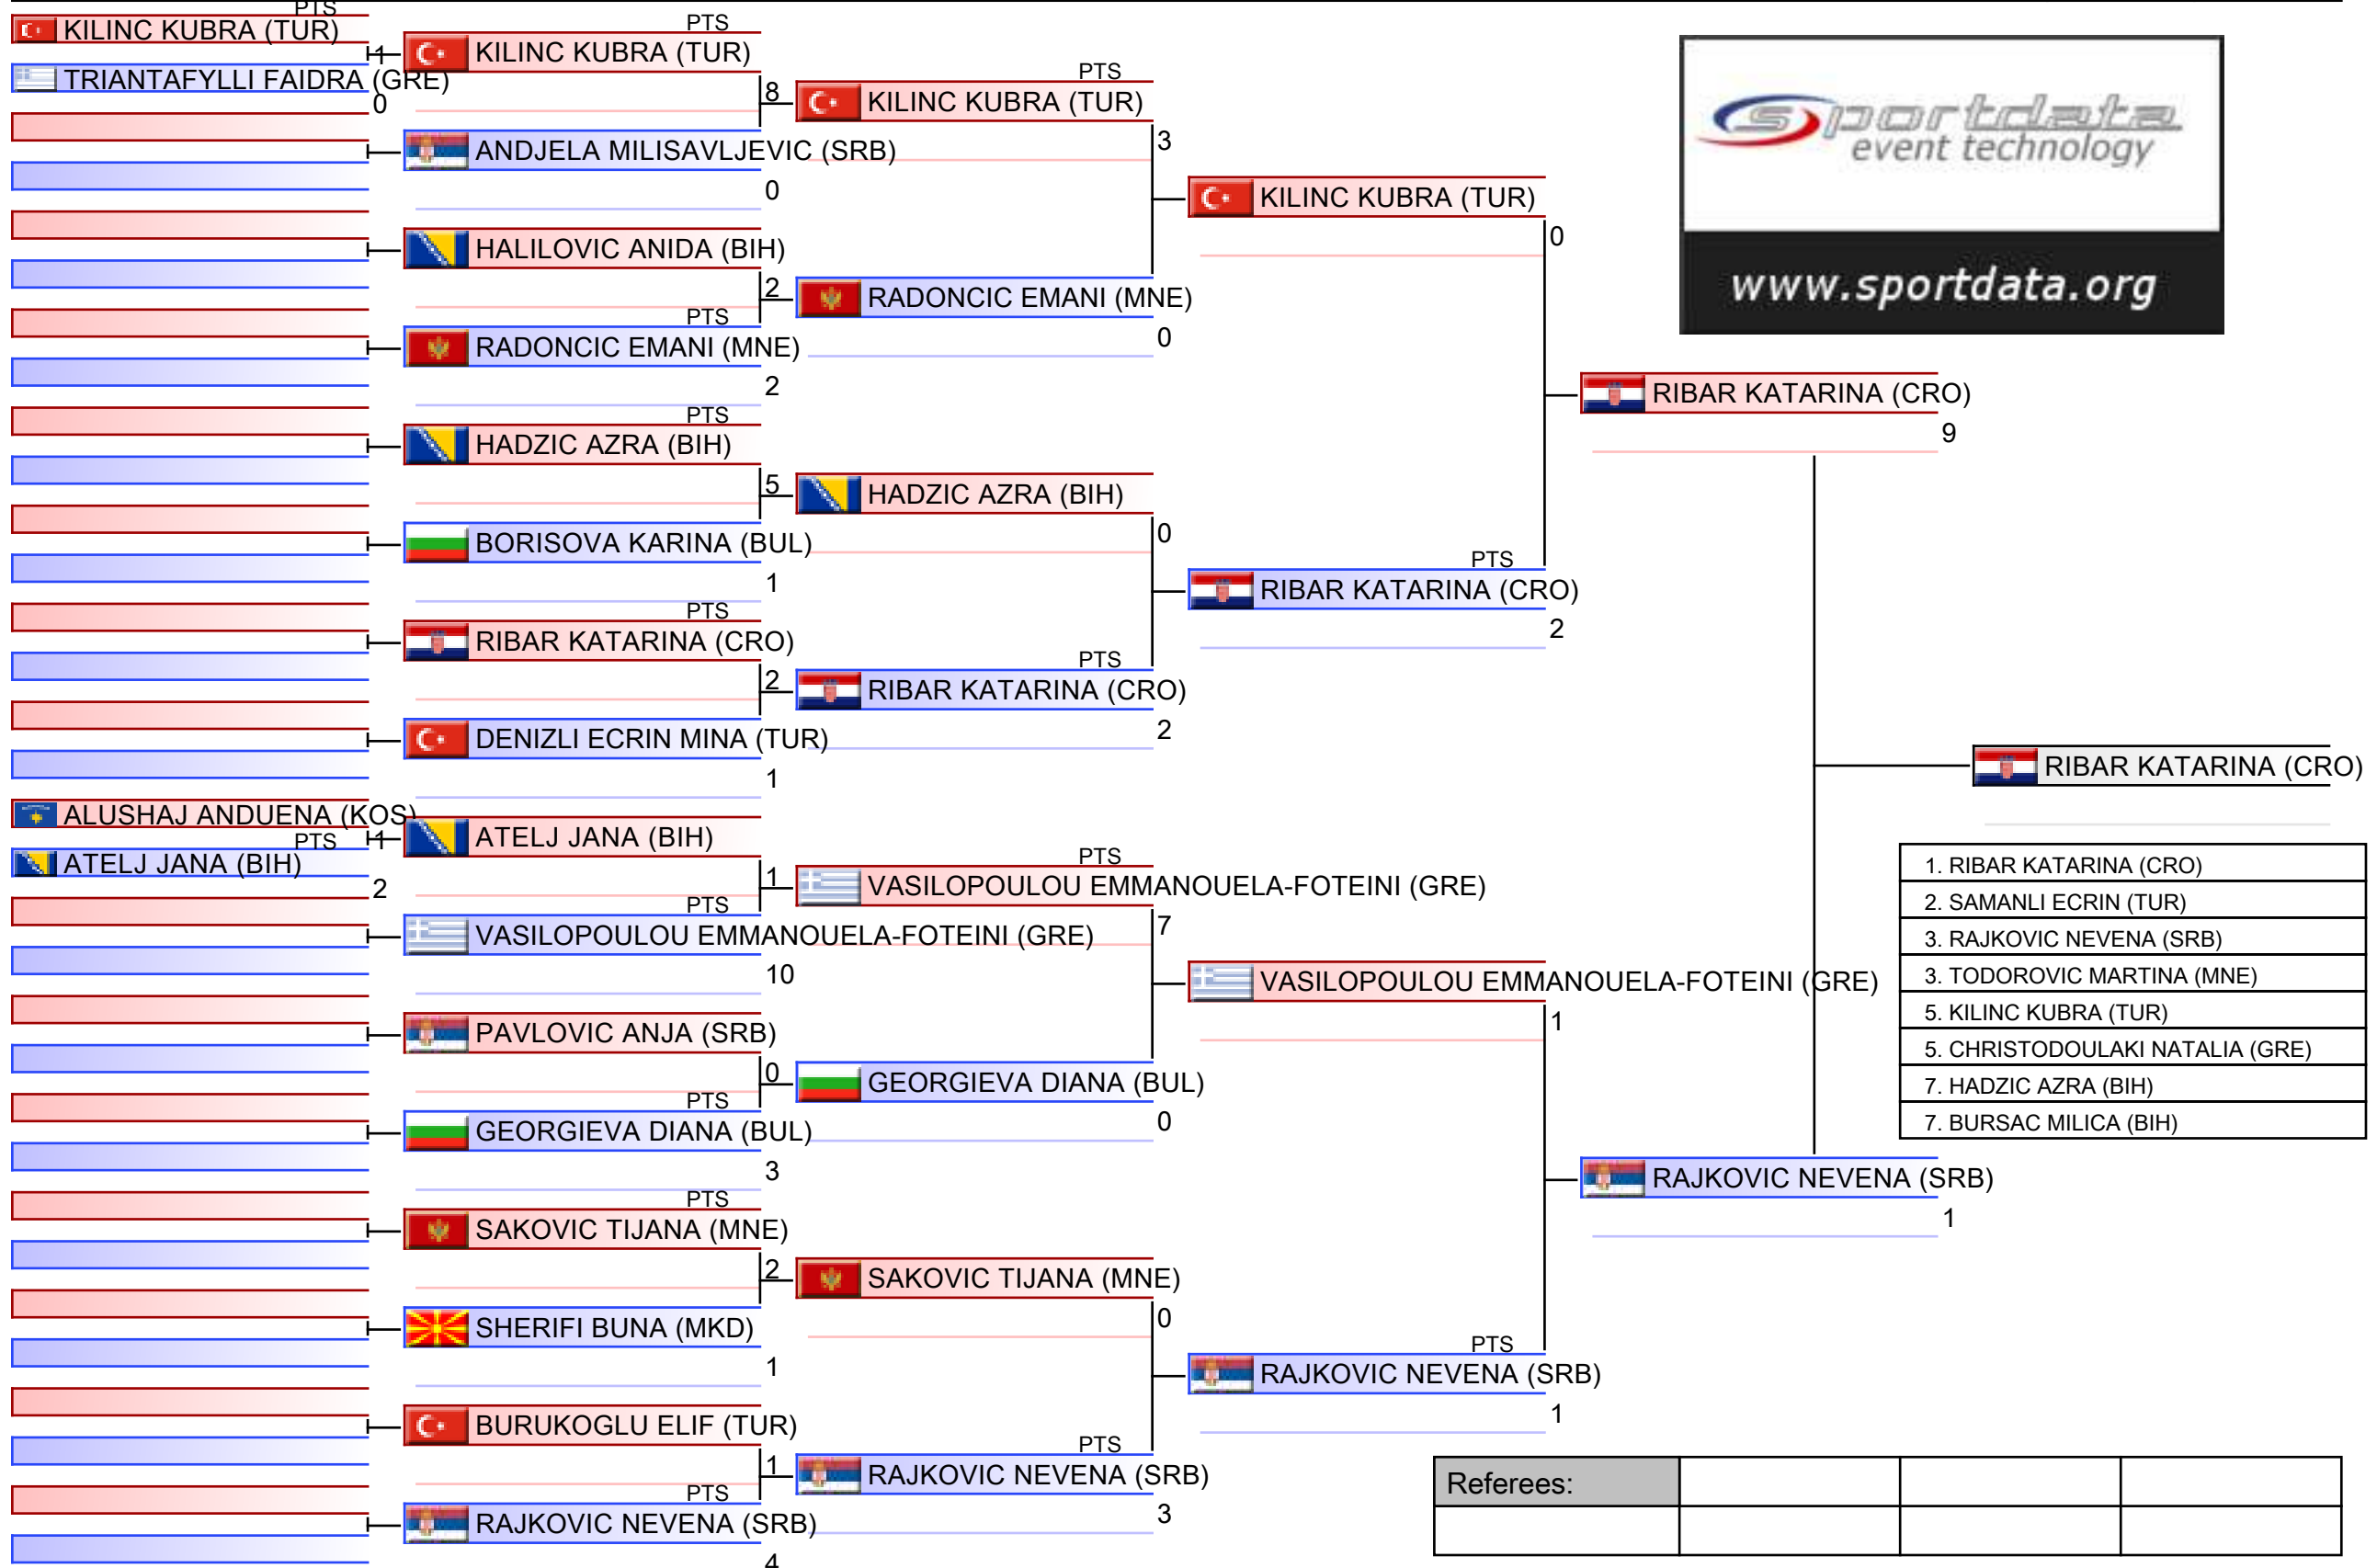 PTS
KILINC KUBRA (TUR)
1
TRIANTAFYLLI FAIDRA (GRE)
0
ALUSHAJ ANDUENA (KOS)
PTS
1
ATELJ JANA (BIH)
2
PTS
KILINC KUBRA (TUR)
8
ANDJELA MILISAVLJEVIC (SRB)
0
HALILOVIC ANIDA (BIH)
2
PTS
RADONCIC EMANI (MNE)
2
PTS
HADZIC AZRA (BIH)
5
BORISOVA KARINA (BUL)
1
PTS
RIBAR KATARINA (CRO)
2
DENIZLI ECRIN MINA (TUR)
1
ATELJ JANA (BIH)
1
PTS
VASILOPOULOU EMMANOUELA-FOTEINI (GRE)
10
PAVLOVIC ANJA (SRB)
0
PTS
GEORGIEVA DIANA (BUL)
3
PTS
SAKOVIC TIJANA (MNE)
2
SHERIFI BUNA (MKD)
1
BURUKOGLU ELIF (TUR)
1
PTS
RAJKOVIC NEVENA (SRB)
4
PTS
KILINC KUBRA (TUR)
3
RADONCIC EMANI (MNE)
0
HADZIC AZRA (BIH)
0
PTS
RIBAR KATARINA (CRO)
2
PTS
VASILOPOULOU EMMANOUELA-FOTEINI (GRE)
7
GEORGIEVA DIANA (BUL)
0
SAKOVIC TIJANA (MNE)
0
PTS
RAJKOVIC NEVENA (SRB)
3
KILINC KUBRA (TUR)
0
PTS
RIBAR KATARINA (CRO)
2
VASILOPOULOU EMMANOUELA-FOTEINI (GRE)
1
PTS
RAJKOVIC NEVENA (SRB)
1
sportdata
event technology
www.sportdata.org
RIBAR KATARINA (CRO)
9
RAJKOVIC NEVENA (SRB)
1
RIBAR KATARINA (CRO)
1. RIBAR KATARINA (CRO)
2. SAMANLI ECRIN (TUR)
3. RAJKOVIC NEVENA (SRB)
3. TODOROVIC MARTINA (MNE)
5. KILINC KUBRA (TUR)
5. CHRISTODOULAKI NATALIA (GRE)
7. HADZIC AZRA (BIH)
7. BURSAC MILICA (BIH)
Referees: